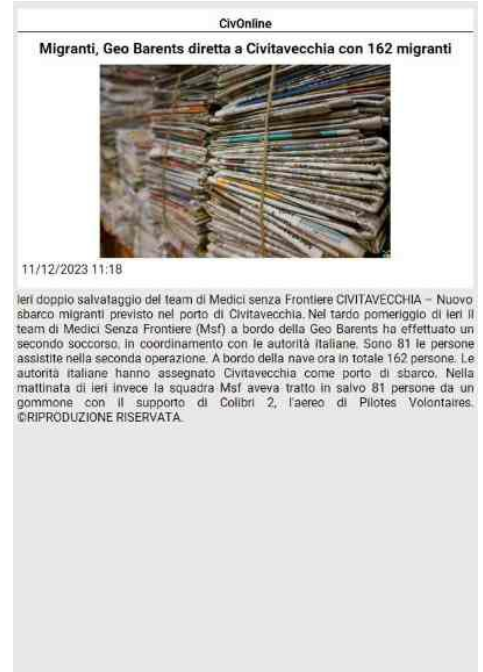 CivOnline
Migranti, Geo Barents diretta a Civitavecchia con 162 migranti
11/12/2023 11:18
Ieri doppio salvataggio del team di Medici senza Frontiere CIVITAVECCHIA – Nuovo
sbarco migranti previsto nel porto di Civitavecchia. Nel tardo pomeriggio di ieri il
team di Medici Senza Frontiere (Msf) a bordo della Geo Barents ha effettuato un
secondo soccorso, in coordinamento con le autorità italiane. Sono 81 le persone
assistite nella seconda operazione. A bordo della nave ora in totale 162 persone. Le
autorità italiane hanno assegnato Civitavecchia come porto di sbarco. Nella
mattinata di ieri invece la squadra Msf aveva tratto in salvo 81 persone da un
gommone con il supporto di Colibri 2, l'aereo di Pilotes Volontaires.
©RIPRODUZIONE RISERVATA.